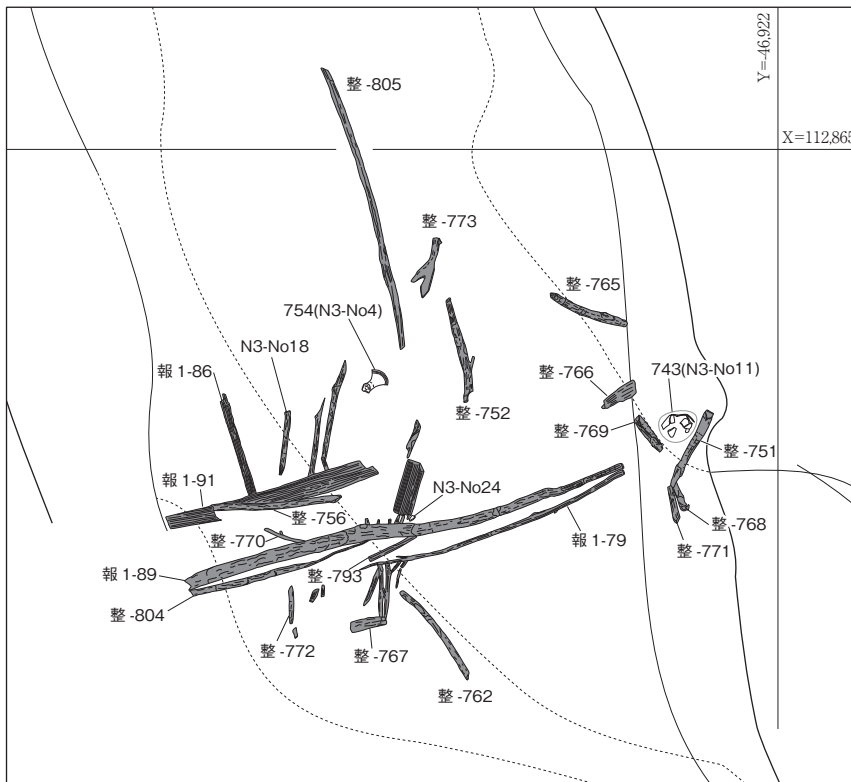 Y=-46,922
整 -805
X=112,865
整 -773
整 -765
754(N3-No4)
N3-No18
報 1-86
743(N3-No11)
整 -766
整 -752
整 -769
整 -751
報 1-91
N3-No24
整 -756
整 -768
整 -770
報 1-79
整 -771
報 1-89
整 -793
整 -804
整 -772
整 -767
整 -762